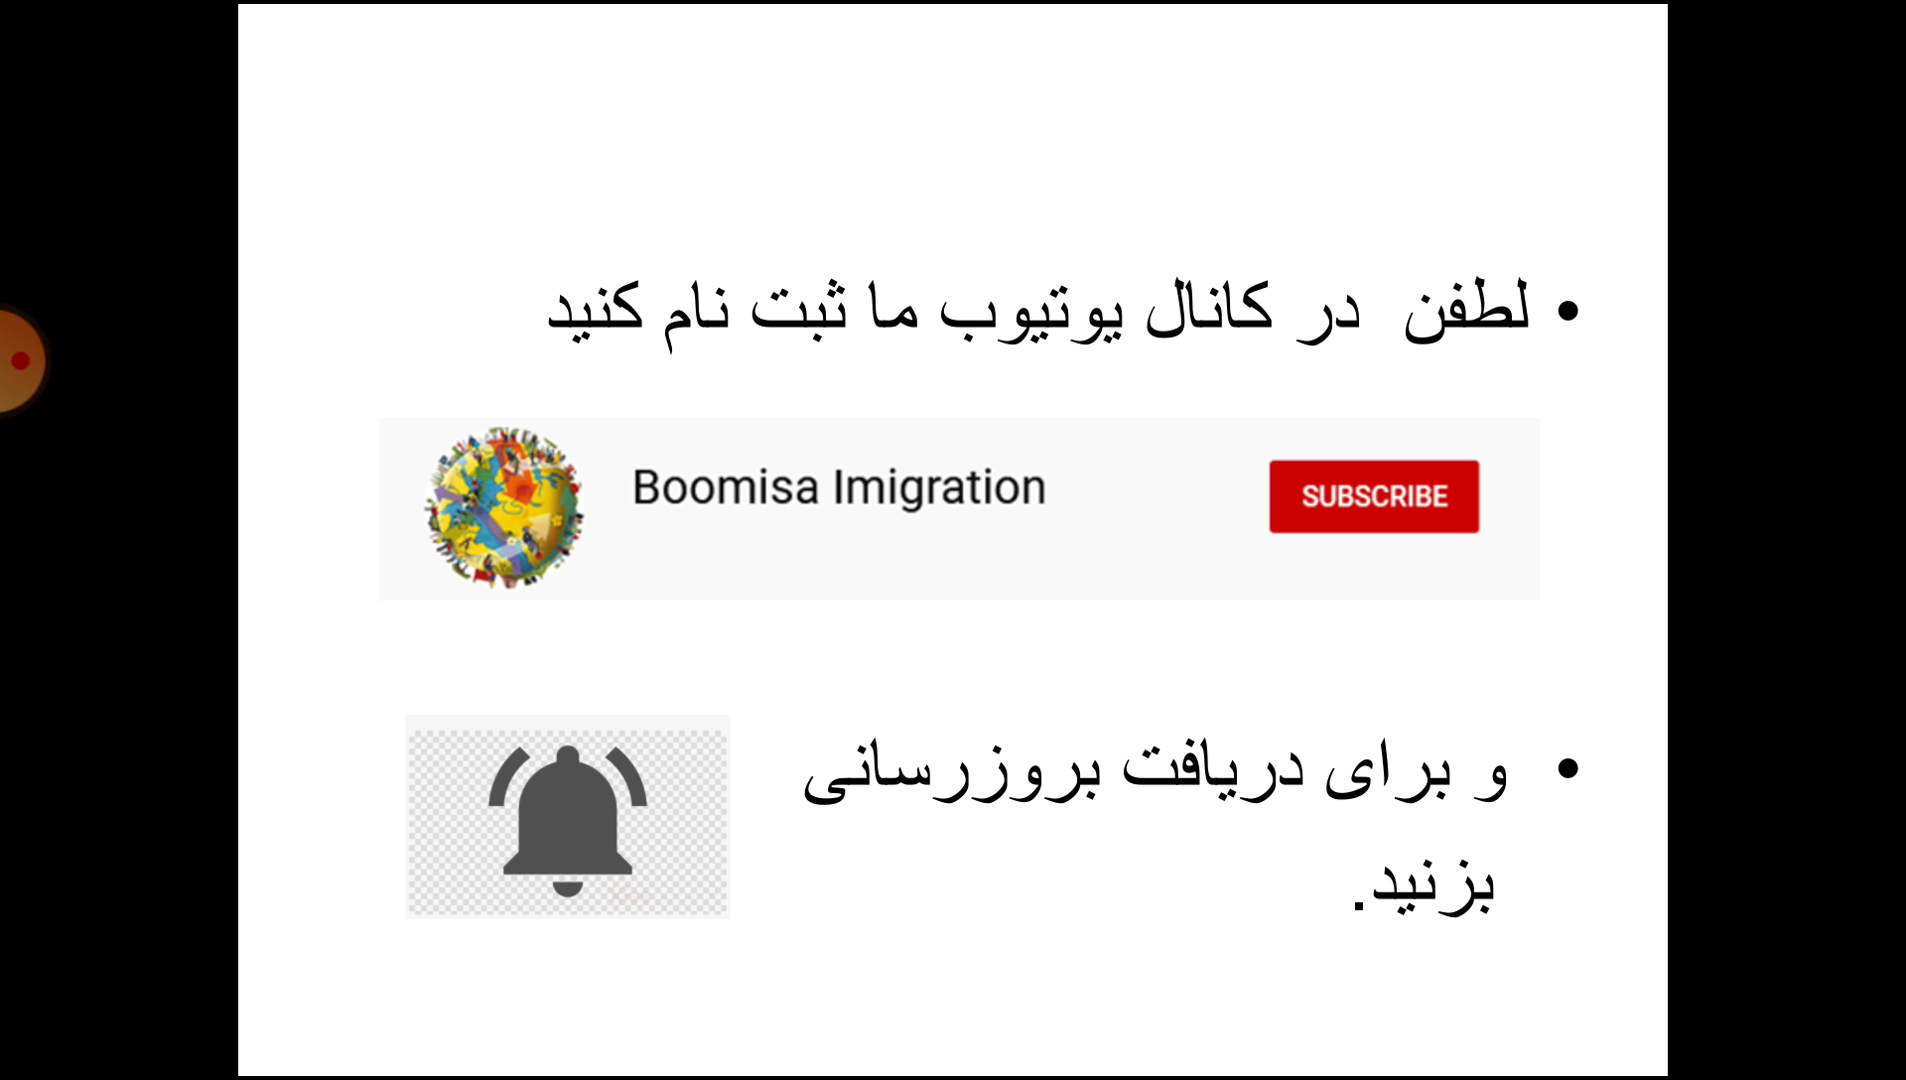 • لطفن در کانال یوتیوب ما ثبت نام کنید
Boomisa Imigration
SUBSCRIBE
• و برای دریافت بروزرسانی
بزنید.